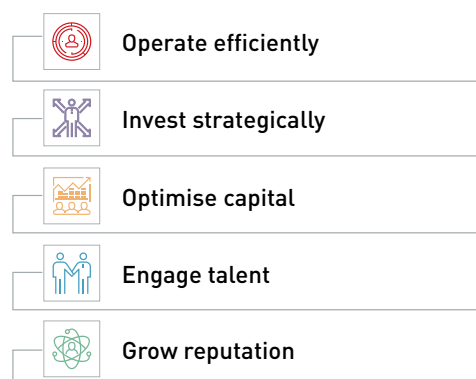 Operate efficiently
Invest strategically
Optimise capital
Engage talent
Grow reputation